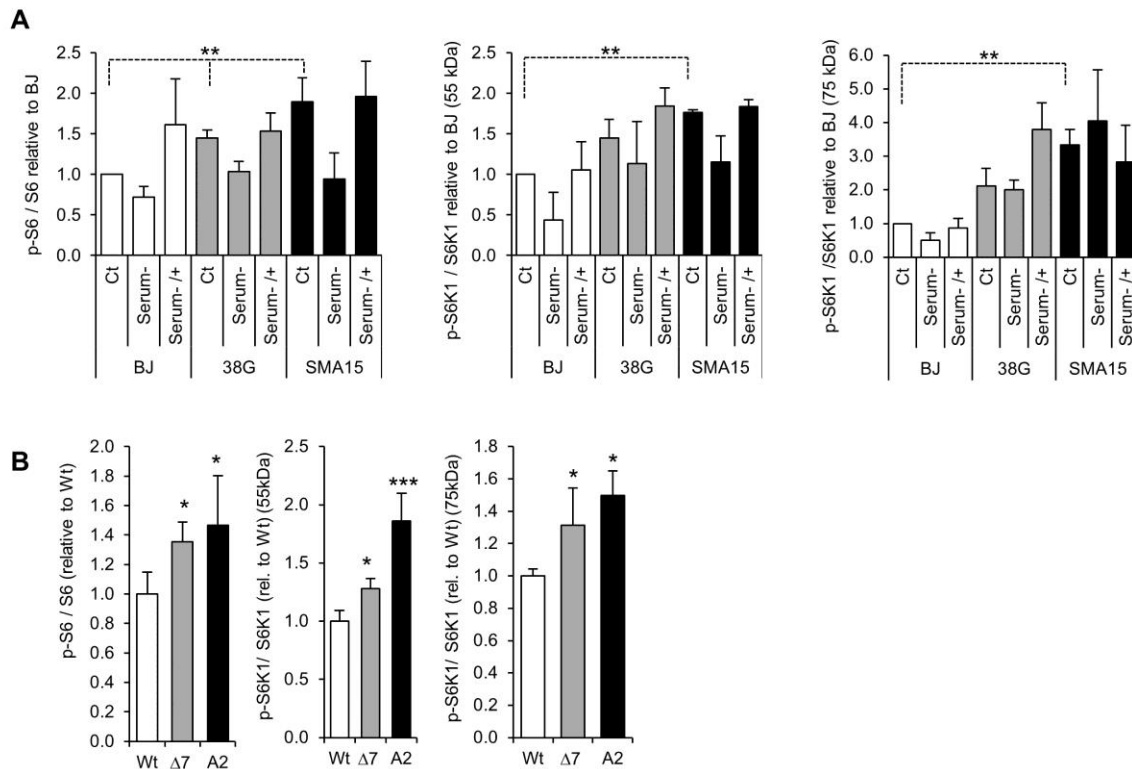 A
p-S6 / S6 relative to BJ
2.5
2.0
1.5
1.0
0.5
0.0
**
Ct
Serum-
Serum- /+
Ct
Serum-
Serum- /+
Ct
Serum-
Serum- /+
BJ
38G
SMA15
p-S6K1 / S6K1 relative to BJ (55 kDa)
2.5
2.0
1.5
1.0
0.5
0.0
**
Ct
Serum-
Serum- /+
Ct
Serum-
Serum- /+
Ct
Serum-
Serum- /+
BJ
38G
SMA15
p-S6K1 /S6K1 relative to BJ (75 kDa)
6.0
5.0
4.0
3.0
2.0
1.0
0.0
**
Ct
Serum-
Serum- /+
Ct
Serum-
Serum- /+
Ct
Serum-
Serum- /+
BJ
38G
SMA15
B
p-S6 / S6 (relative to Wt)
2.0
1.8
1.6
1.4
1.2
1.0
0.8
0.6
0.4
0.2
0.0
*
*
Wt Δ7 A2
p-S6K1/ S6K1 (rel. to Wt) (55kDa)
2.5
2.0
1.5
1.0
0.5
0.0
*
***
Wt Δ7 A2
p-S6K1/ S6K1 (rel. to Wt) (75kDa)
1.8
1.6
1.4
1.2
1.0
0.8
0.6
0.4
0.2
0.0
*
*
Wt Δ7 A2